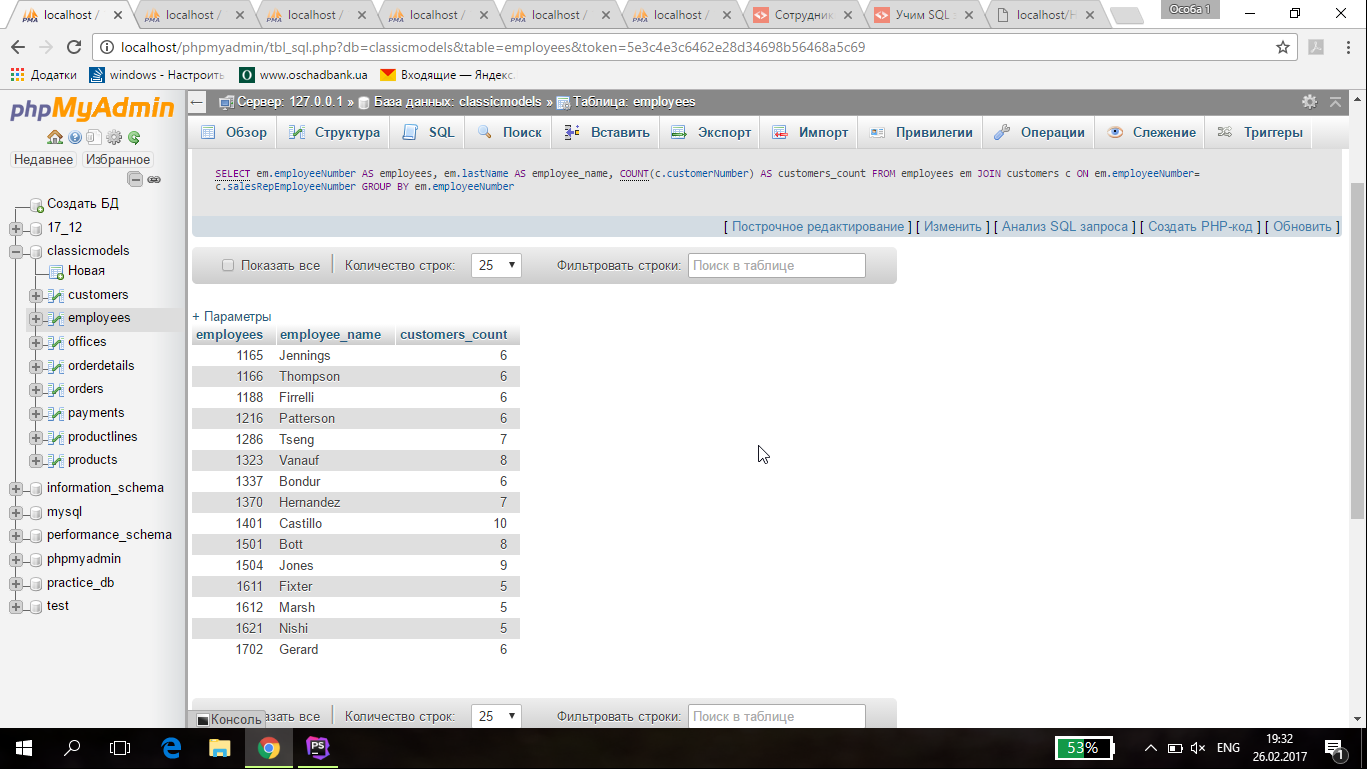 localhost / localhost / localhost / localhost / localhost / localhost / Сотрудник Учим SQL localhost/H Особа 1
localhost/phpmyadmin/tbl_sql.php?db=classicmodels&table=employees&token=5e3c4e3c6462e28d34698b56468a5c69
Додатки windows - Настроить www.oschadbank.ua Входящие — Яндекс
phpMyAdmin
Недавнее Избранное
Создать БД
17_12
classicmodels
Новая
customers
employees
offices
orderdetails
orders
payments
productlines
products
information_schema
mysql
performance_schema
phpmyadmin
practice_db
test
Сервер: 127.0.0.1 » База данных: classicmodels » Таблица: employees
Обзор Структура SQL Поиск Вставить Экспорт Импорт Привилегии Операции Слежение Триггеры
SELECT em.employeeNumber AS employees, em.lastName AS employee_name, COUNT(c.customerNumber) AS customers_count FROM employees em JOIN customers c ON em.employeeNumber=
c.salesRepEmployeeNumber GROUP BY em.employeeNumber
[ Построчное редактирование ] [ Изменить ] [ Анализ SQL запроса ] [ Создать PHP-код ] [ Обновить ]
Показать все Количество строк: 25 Фильтровать строки: Поиск в таблице
+ Параметры
employees employee_name customers_count
1165 Jennings 6
1166 Thompson 6
1188 Firrelli 6
1216 Patterson 6
1286 Tseng 7
1323 Vanauf 8
1337 Bondur 6
1370 Hernandez 7
1401 Castillo 10
1501 Bott 8
1504 Jones 9
1611 Fixter 5
1612 Marsh 5
1621 Nishi 5
1702 Gerard 6
азать все Количество строк: 25 Фильтровать строки: Поиск в таблице
Консоль
53% ENG 19:32
26.02.2017 1